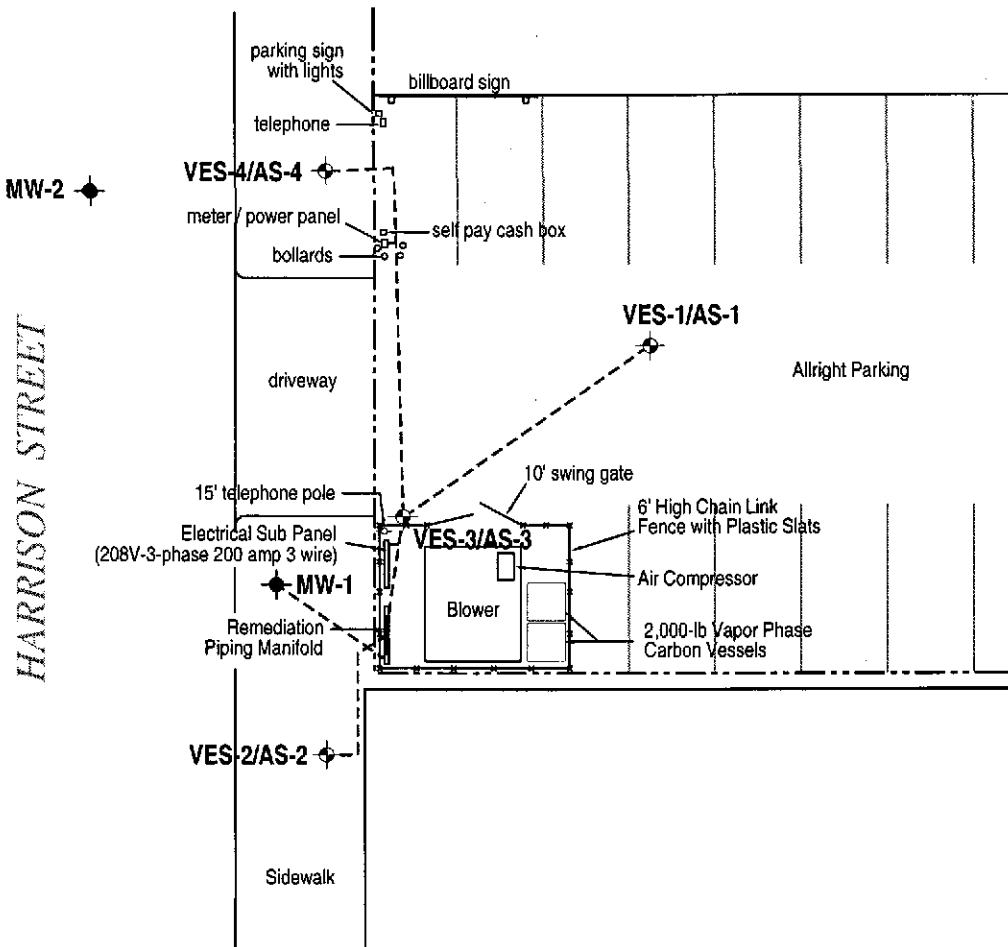 parking sign
with lights
billboard sign
telephone
VES-4/AS-4
MW-2
meter / power panel
self pay cash box
bollards
VES-1/AS-1
HARRISON STREET
driveway
Allright Parking
10' swing gate
15' telephone pole
6' High Chain Link
Fence with Plastic Slats
Electrical Sub Panel
(208V-3-phase 200 amp 3 wire)
VES-3/AS-3
Air Compressor
MW-1
Blower
Remediation
Piping Manifold
2,000-lb Vapor Phase
Carbon Vessels
VES-2/AS-2
Sidewalk